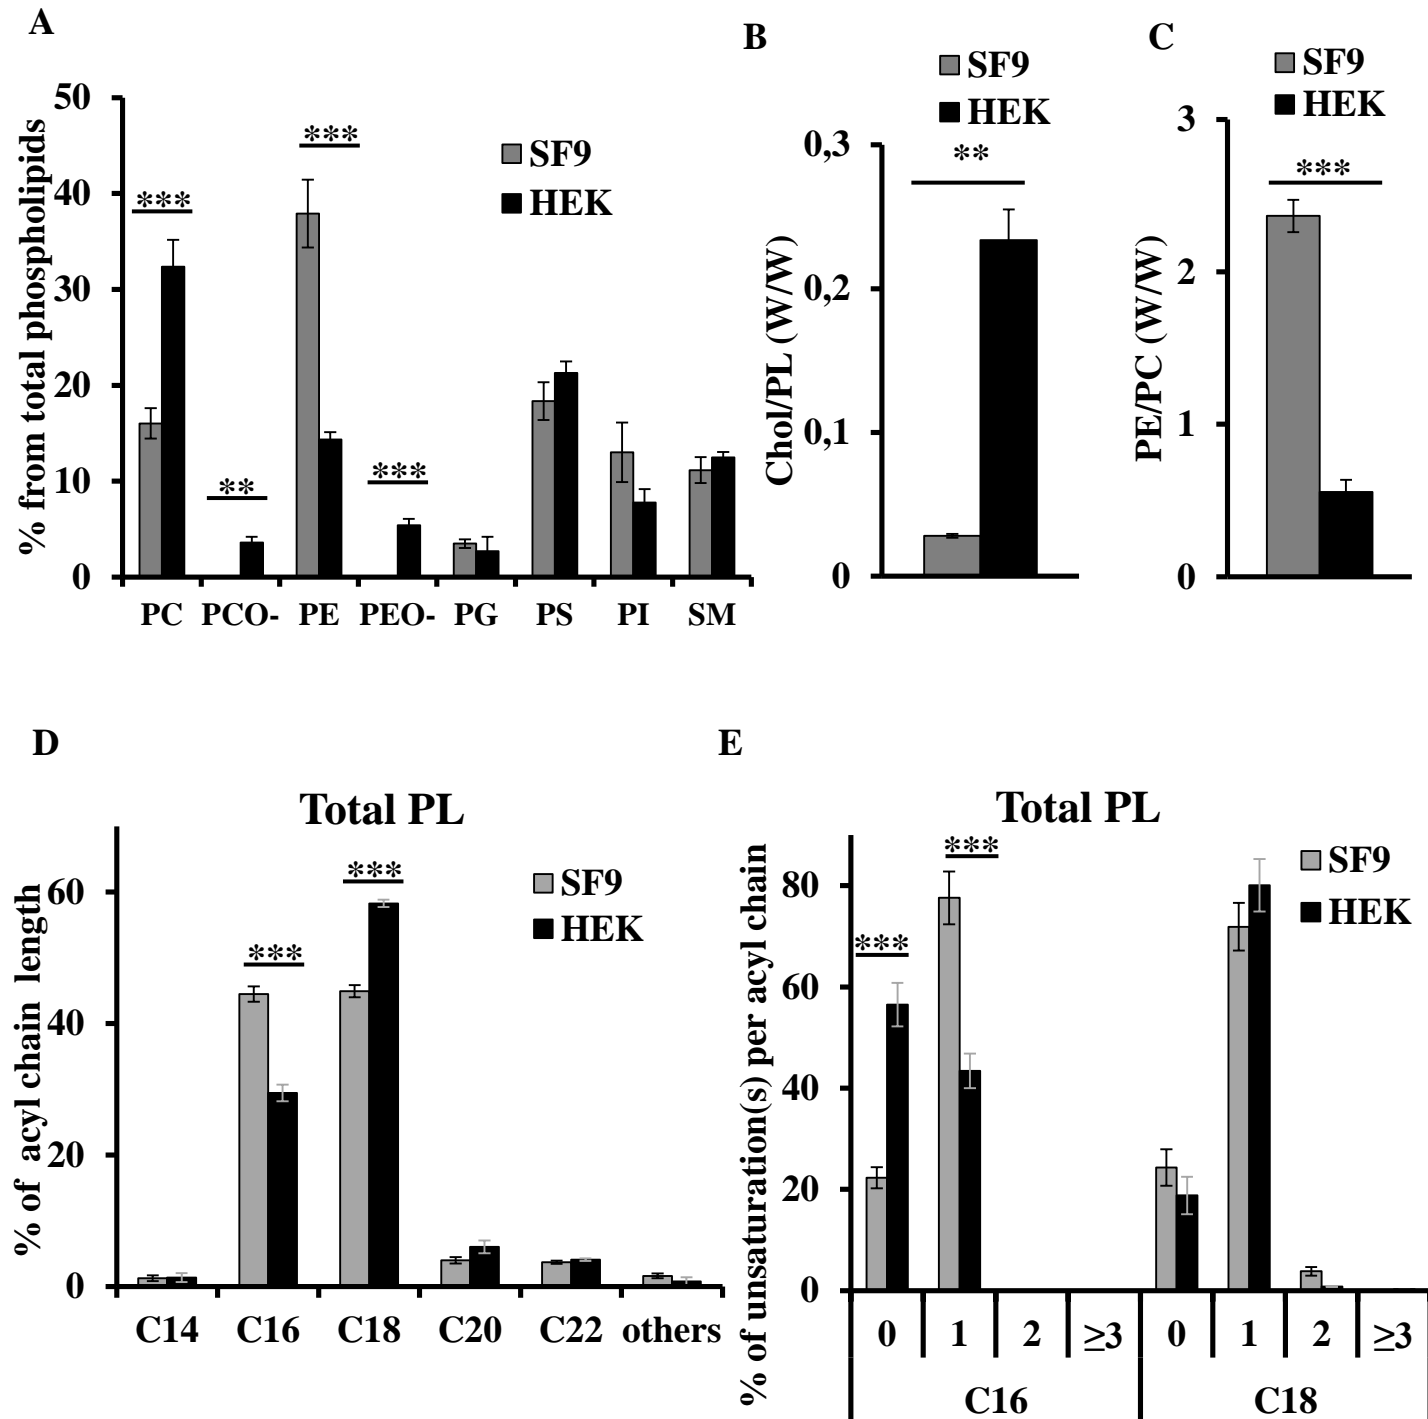 A
% from total phospholipids
50
40
30
20
10
0
***
**
***
***
SF9
HEK
PC PCO- PE PEO- PG PS PI SM
B
SF9
HEK
**
Chol/PL (W/W)
0,3
0,2
0,1
0
C
SF9
HEK
***
PE/PC (W/W)
3
2
1
0
D
Total PL
% of acyl chain length
60
40
20
0
***
***
SF9
HEK
C14 C16 C18 C20 C22 others
E
Total PL
% of unsaturation(s) per acyl chain
80
60
40
20
0
***
***
SF9
HEK
0 1 2 ≥3 0 1 2 ≥3
C16 C18